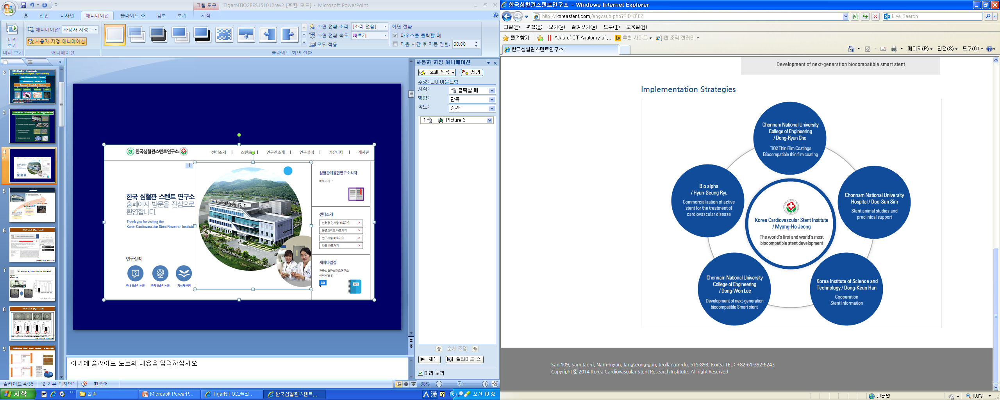 그림 도구
TigerNTiO2EES151012rev2 [호환 모드] - Microsoft PowerPoint
홈 삽입 디자인 애니메이션 슬라이드 쇼 검토 보기 서식
미리 보기
애니메이션: 사용자 지정...
사용자 지정 애니메이션
화면 전환 소리: [소리 없음]
화면 전환 속도: 빠르게
모두 적용
화면 전환
마우스를 클릭할 때
다음 시간 후 자동 전환: 00:00
미리 보기 애니메이션 슬라이드 화면 전환
2
DES Healing Hypothesis
3
Advanced Technologies of Drug Release
4
5
Introduction
6
CNUH stent (Tiger stent)
7
CNUH (Tiger) Stent: Higher Flexibility
8
CNUH stent (Tiger stent)
9
한국심혈관스텐트연구소
센터소개 | 스텐트 | 연구진소개 | 연구실적 | 커뮤니티 | 게시판
1
한국 심혈관 스텐트 연구소
홈페이지 방문을 진심으로
환영합니다.
Thank you for visiting the
Korea Cardiovascular Stent Research Institute
나노바이오연구센터
연구실적
국내학술지논문 국제학술지논문 지식재산권
심혈관계융합연구소식지
바로가기 +
센터소개
센터장 인사말 바로가기 >
운영조직도 바로가기 >
연구시설 바로가기 >
약도 바로가기 >
세미나일정
한국심혈관스텐트연구소
세미나일정
GO
여기에 슬라이드 노트의 내용을 입력하십시오
사용자 지정 애니메이션
효과 적용 제거
수정: 다이아몬드형
시작: 클릭할 때
방향: 안쪽
속도: 중간
1 Picture 3
순서 조정
재생 슬라이드 쇼
미리 보기
슬라이드 4/35 "2_기본 디자인" 한국어 88%
시작 최종 Microsoft PowerP... TigerNTiO2_슬라... 한국심혈관스텐트... A 漢 오전 10:32
한국심혈관스텐트연구소 - Windows Internet Explorer
http://koreastent.com/eng/sub.php?PID=0102 Live Search
파일(F) 편집(E) 보기(V) 즐겨찾기(A) 도구(T) 도움말(H)
즐겨찾기 Atlas of CT Anatomy of ... 추천 사이트 웹 조각 갤러리
한국심혈관스텐트연구소 페이지(P) 안전(S) 도구(O)
Development of next-generation biocompatible smart stent
Implementation Strategies
Chonnam National University
College of Engineering
/ Dong-Ryun Cho
TiO2 Thin Film Coatings
Biocompatible thin film coating
Bio alpha
/ Hyun-Seung Ryu
Commercialization of active
stent for the treatment of
cardiovascular disease
Chonnam National University
Hospital / Doo-Sun Sim
Stent animal studies and
preclinical support
Korea Cardiovascular Stent Institute
/ Myung-Ho Jeong
The world's first and world's most
biocompatible stent development
Chonnam National University
College of Engineering
/ Dong-Won Lee
Development of next-generation
biocompatible Smart stent
Korea Institute of Science and
Technology / Dong-Keun Han
Cooperation
Stent Information
San 109, Sam tae-ri, Nam-myun, Jangseong-gun, Jeollanam-do, 515-893, Korea TEL : +82-61-392-6243
Copyright ⓒ 2014 Korea Cardiovascular Stent Research Institute. All right Reserved
인터넷 100%